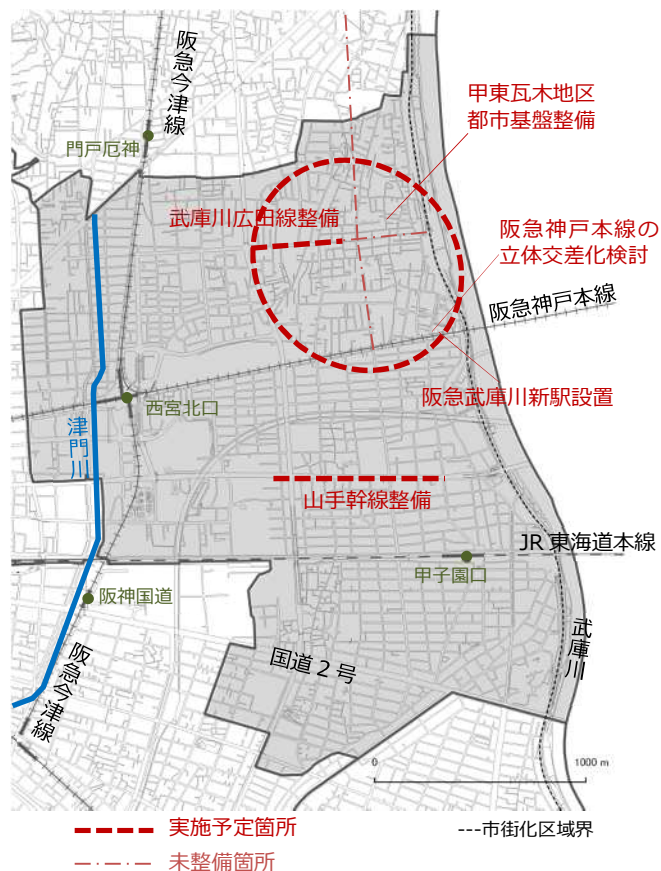 阪急今津線
門戸厄神
甲東瓦木地区
都市基盤整備
武庫川広田線整備
阪急神戸本線の
立体交差化検討
阪急神戸本線
西宮北口
阪急武庫川新駅設置
津門川
山手幹線整備
JR東海道本線
甲子園口
阪神国道
武庫川
阪急今津線
国道2号
0
1000 m
実施予定箇所
---市街化区域界
未整備箇所